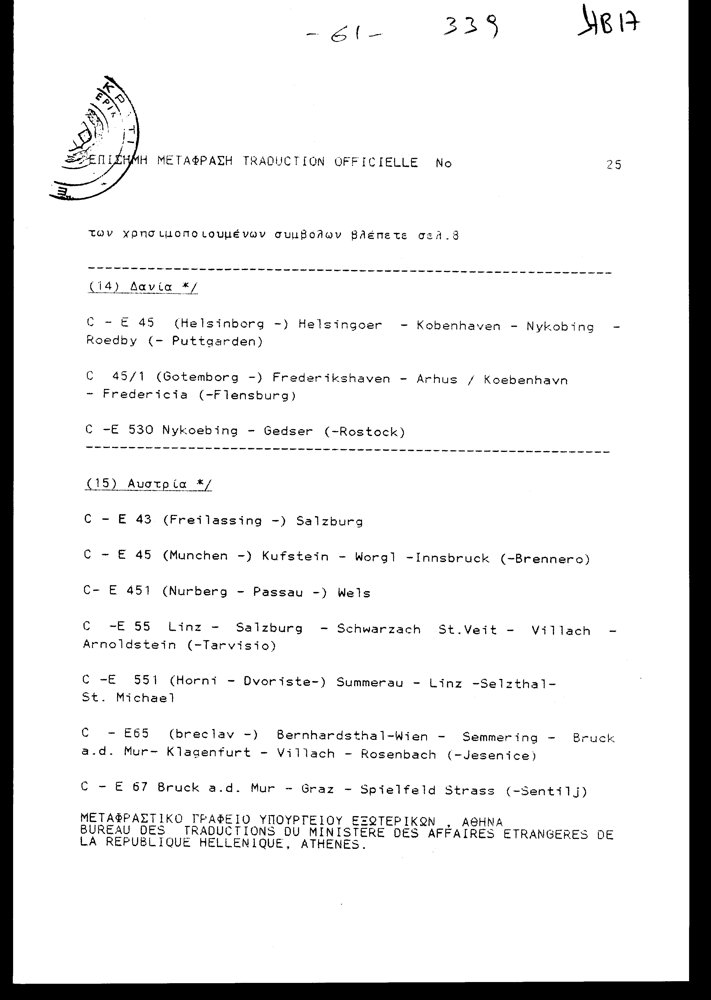 - 61 -
339
HB17
ΚΡ ΤΙ
ΕΡΙΚ
Ε
ΕΠΙΣΗΜΗ ΜΕΤΑΦΡΑΣΗ TRADUCTION OFFICIELLE No 25
των χρησιμοποιουμένων συμβόλων βλέπετε σελ.8
(14) Δανία */
C - E 45 (Helsinborg -) Helsingoer - Kobenhaven - Nykobing -
Roedby (- Puttgarden)
C 45/1 (Gotemborg -) Frederikshaven - Arhus / Koebenhavn
- Fredericia (-Flensburg)
C -E 530 Nykoebing - Gedser (-Rostock)
(15) Αυστρία */
C - E 43 (Freilassing -) Salzburg
C - E 45 (Munchen -) Kufstein - Worgl -Innsbruck (-Brennero)
C- E 451 (Nurberg - Passau -) Wels
C -E 55 Linz - Salzburg - Schwarzach St.Veit - Villach -
Arnoldstein (-Tarvisio)
C -E 551 (Horni - Dvoriste-) Summerau - Linz -Selzthal-
St. Michael
C - E65 (breclav -) Bernhardsthal-Wien - Semmering - Bruck
a.d. Mur- Klagenfurt - Villach - Rosenbach (-Jesenice)
C - E 67 Bruck a.d. Mur - Graz - Spielfeld Strass (-Sentilj)
ΜΕΤΑΦΡΑΣΤΙΚΟ ΓΡΑΦΕΙΟ ΥΠΟΥΡΓΕΙΟΥ ΕΞΩΤΕΡΙΚΩΝ , ΑΘΗΝΑ
BUREAU DES TRADUCTIONS DU MINISTERE DES AFFAIRES ETRANGERES DE
LA REPUBLIQUE HELLENIQUE, ATHENES.